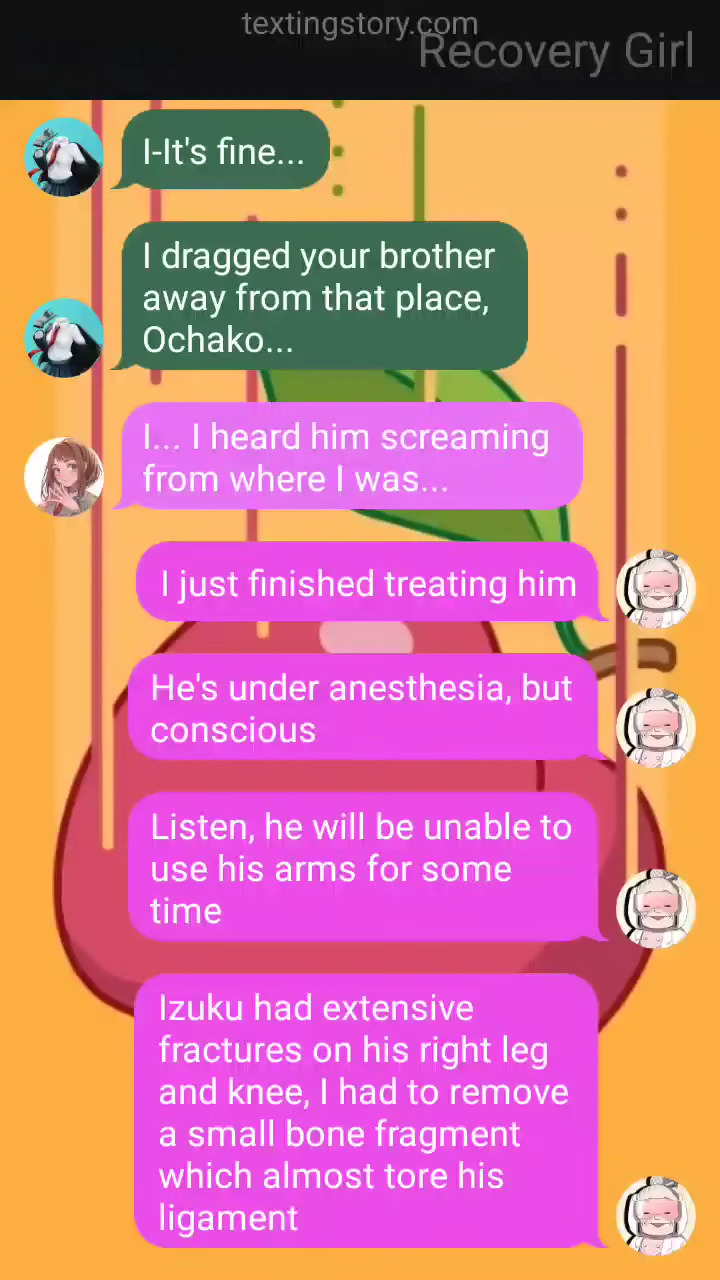 textingstory.com
Recovery Girl
I-It's fine...
I dragged your brother
away from that place,
Ochako...
I... I heard him screaming
from where I was...
I just finished treating him
He's under anesthesia, but
conscious
Listen, he will be unable to
use his arms for some
time
Izuku had extensive
fractures on his right leg
and knee, I had to remove
a small bone fragment
which almost tore his
ligament